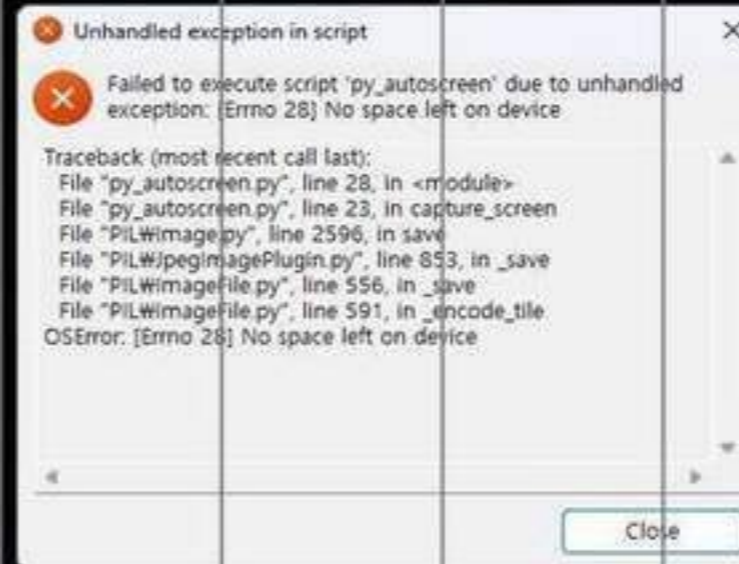 Unhandled exception in script
Failed to execute script 'py_autoscreen' due to unhandled
exception: [Errno 28] No space left on device
Traceback (most recent call last):
File "py_autoscreen.py", line 28, in <module>
File "py_autoscreen.py", line 23, in capture_screen
File "PIL₩Image.py", line 2596, in save
File "PIL₩JpegImagePlugin.py", line 853, in _save
File "PIL₩ImageFile.py", line 556, in _save
File "PIL₩ImageFile.py", line 591, in _encode_tile
OSError: [Errno 28] No space left on device
Close